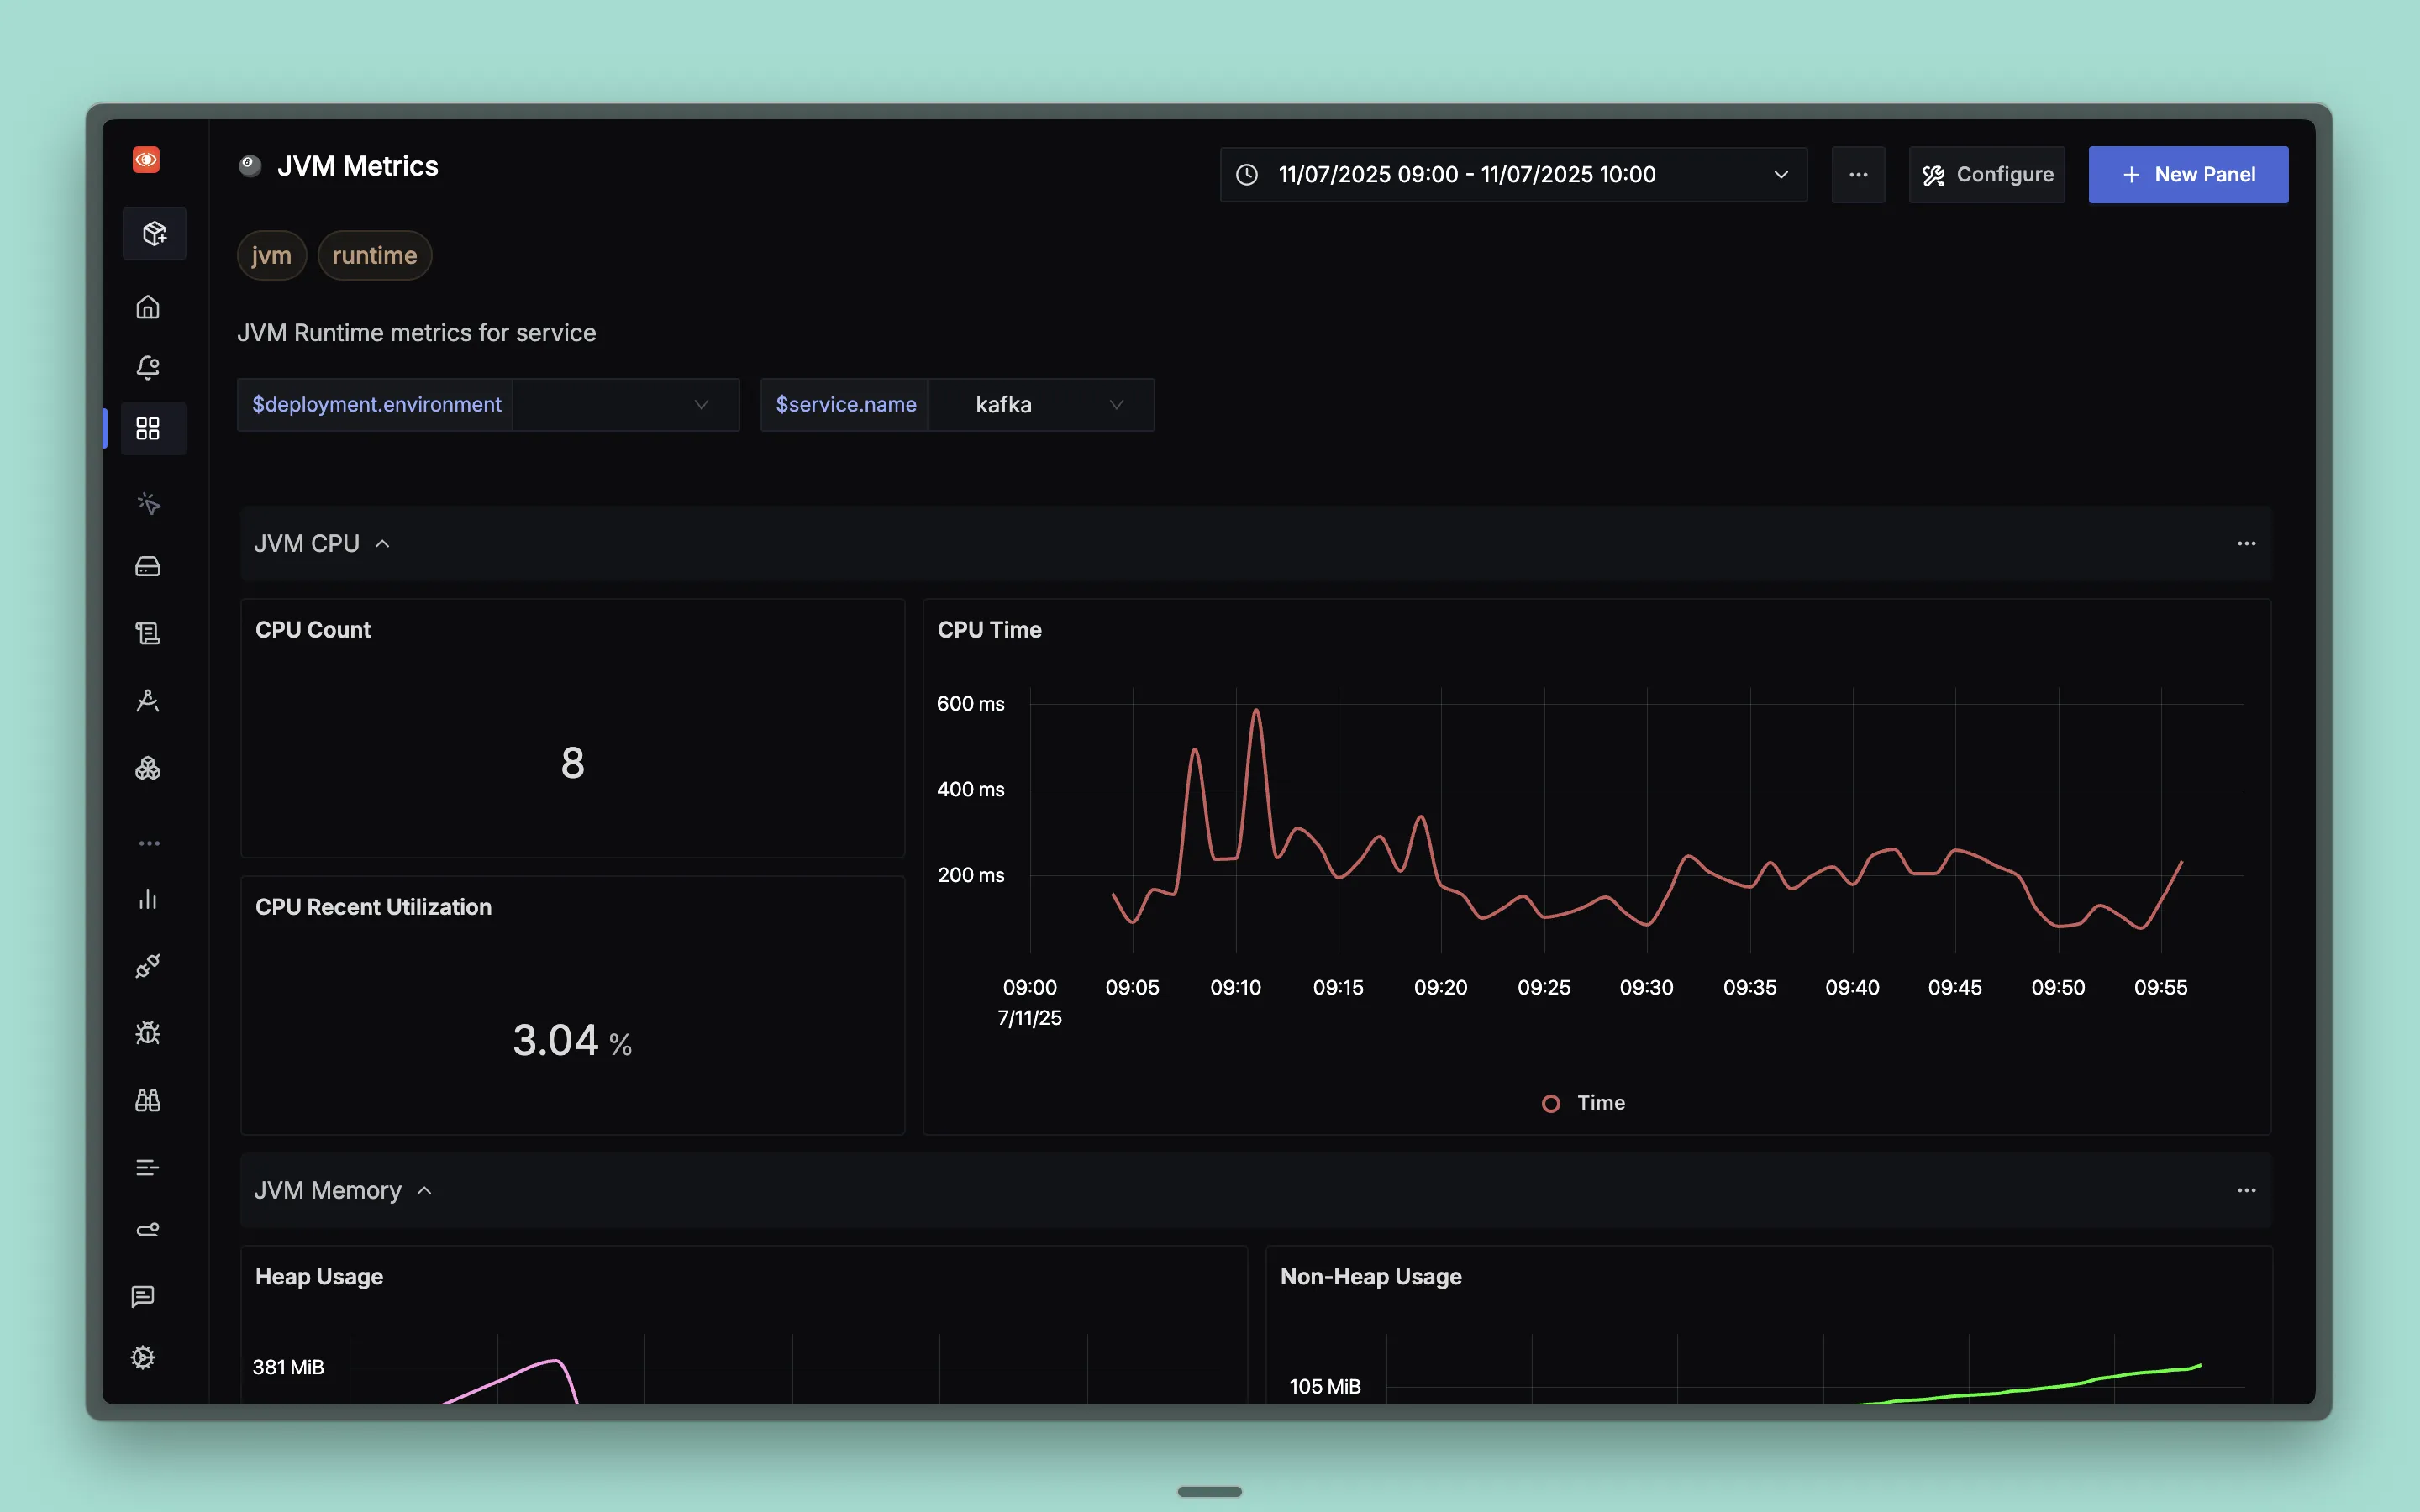 JVM Metrics
11/07/2025 09:00 - 11/07/2025 10:00
Configure
New Panel
jvm
runtime
JVM Runtime metrics for service
$deployment.environment
$service.name
kafka
JVM CPU
CPU Count
8
CPU Recent Utilization
3.04 %
CPU Time
600 ms
400 ms
200 ms
09:00
09:05
09:10
09:15
09:20
09:25
09:30
09:35
09:40
09:45
09:50
09:55
7/11/25
Time
JVM Memory
Heap Usage
381 MiB
Non-Heap Usage
105 MiB